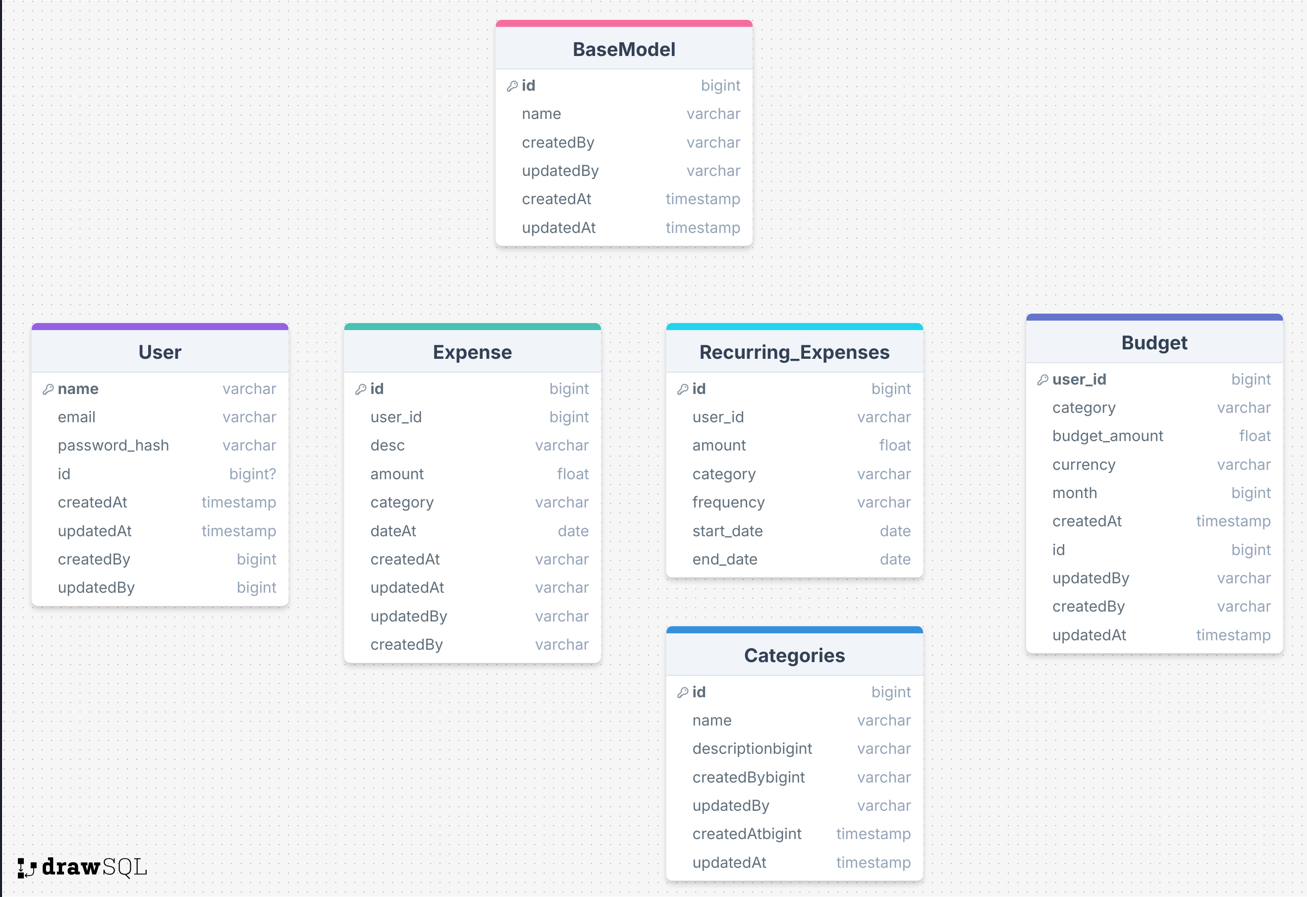 BaseModel
id bigint
name varchar
createdBy varchar
updatedBy varchar
createdAt timestamp
updatedAt timestamp
User
name varchar
email varchar
password_hash varchar
id bigint?
createdAt timestamp
updatedAt timestamp
createdBy bigint
updatedBy bigint
Expense
id bigint
user_id bigint
desc varchar
amount float
category varchar
dateAt date
createdAt varchar
updatedAt varchar
updatedBy varchar
createdBy varchar
Recurring_Expenses
id bigint
user_id varchar
amount float
category varchar
frequency varchar
start_date date
end_date date
Budget
user_id bigint
category varchar
budget_amount float
currency varchar
month bigint
createdAt timestamp
id bigint
updatedBy varchar
createdBy varchar
updatedAt timestamp
Categories
id bigint
name varchar
descriptionbigint varchar
createdBybigint varchar
updatedBy varchar
createdAtbigint timestamp
updatedAt timestamp
drawSQL